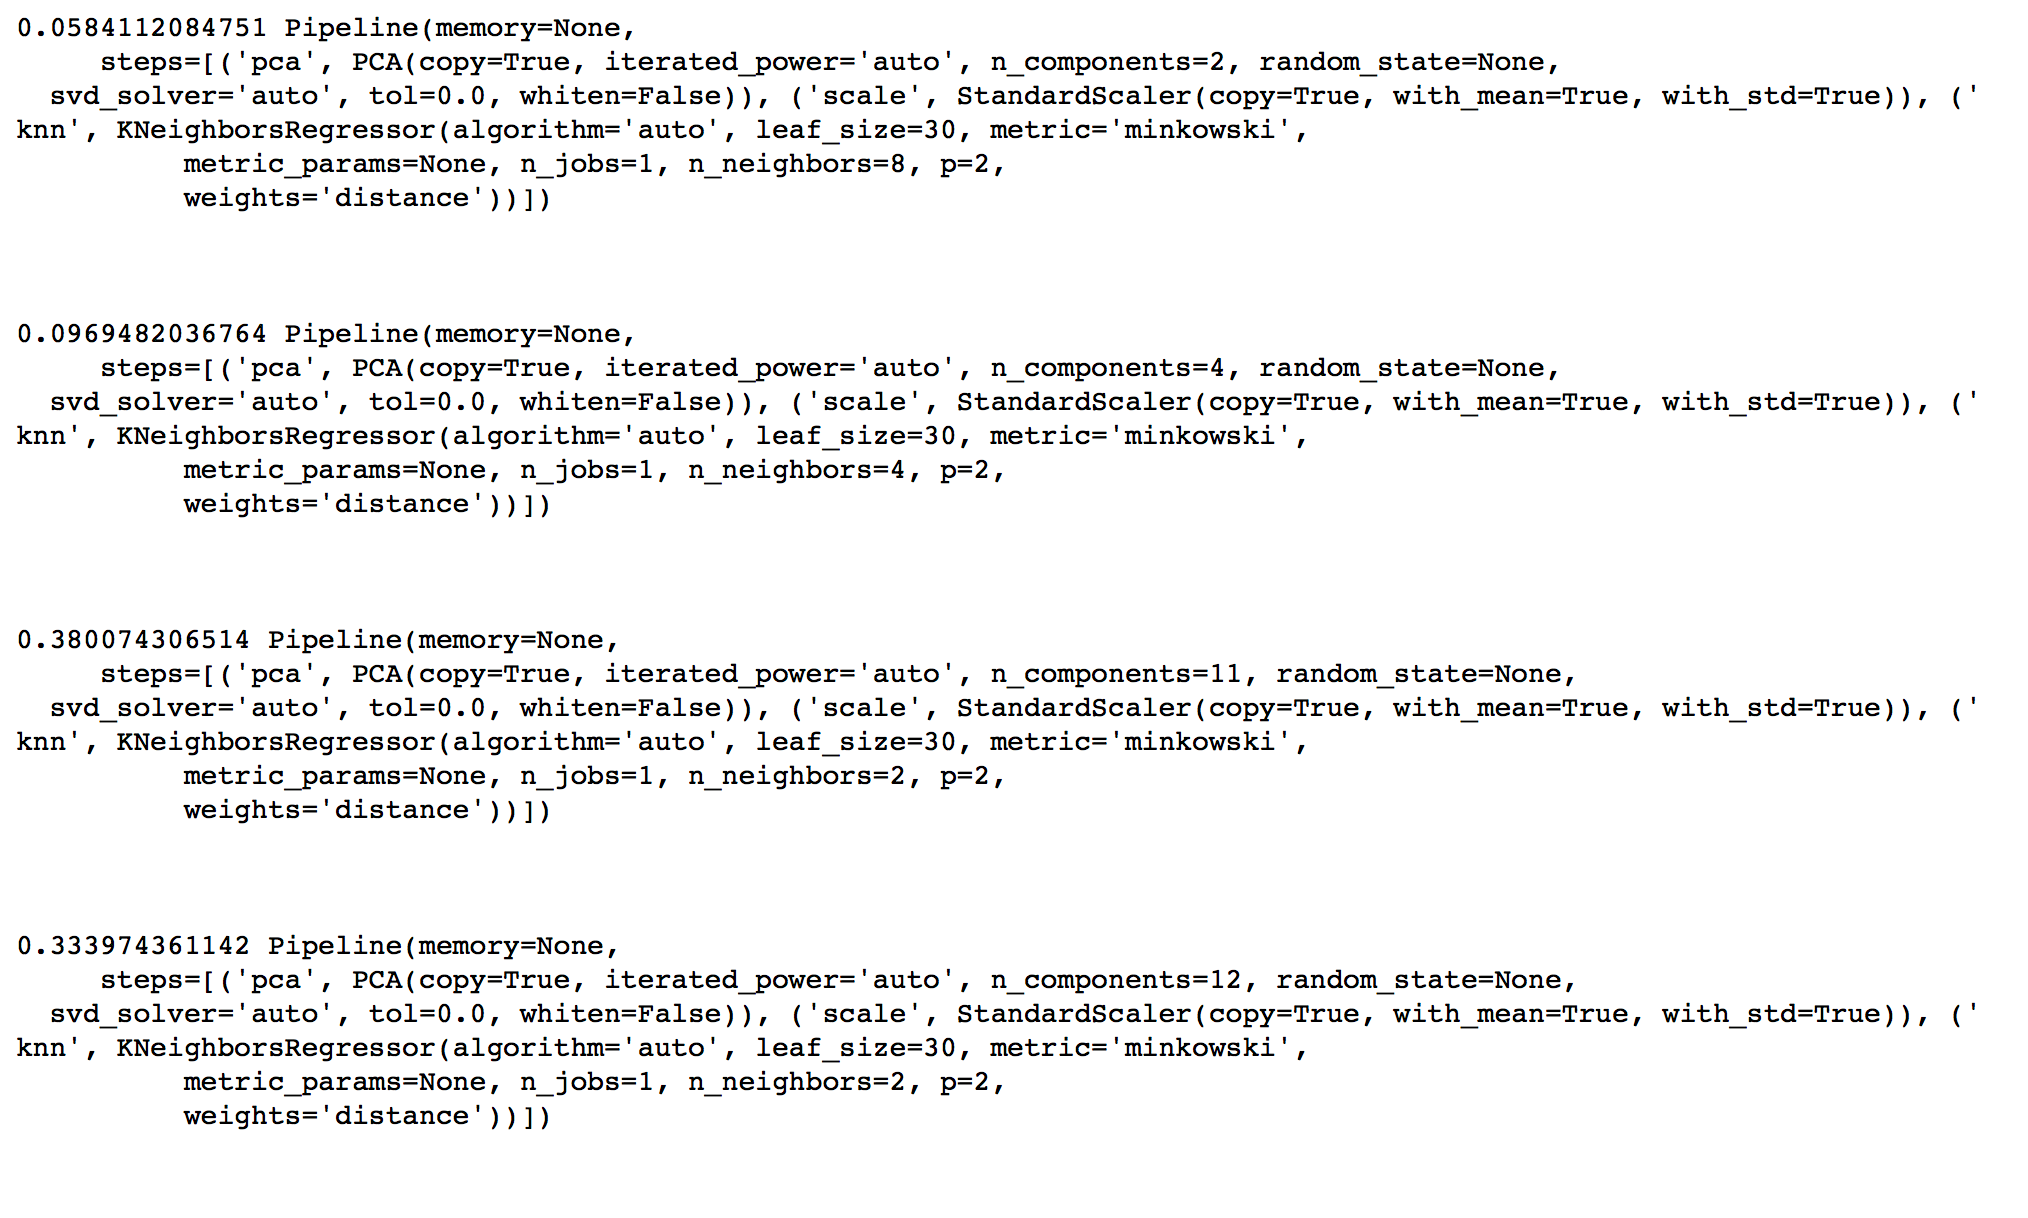 0.0584112084751 Pipeline(memory=None,
     steps=[('pca', PCA(copy=True, iterated_power='auto', n_components=2, random_state=None,
  svd_solver='auto', tol=0.0, whiten=False)), ('scale', StandardScaler(copy=True, with_mean=True, with_std=True)), ('
knn', KNeighborsRegressor(algorithm='auto', leaf_size=30, metric='minkowski',
          metric_params=None, n_jobs=1, n_neighbors=8, p=2,
          weights='distance'))])
0.0969482036764 Pipeline(memory=None,
     steps=[('pca', PCA(copy=True, iterated_power='auto', n_components=4, random_state=None,
  svd_solver='auto', tol=0.0, whiten=False)), ('scale', StandardScaler(copy=True, with_mean=True, with_std=True)), ('
knn', KNeighborsRegressor(algorithm='auto', leaf_size=30, metric='minkowski',
          metric_params=None, n_jobs=1, n_neighbors=4, p=2,
          weights='distance'))])
0.380074306514 Pipeline(memory=None,
     steps=[('pca', PCA(copy=True, iterated_power='auto', n_components=11, random_state=None,
  svd_solver='auto', tol=0.0, whiten=False)), ('scale', StandardScaler(copy=True, with_mean=True, with_std=True)), ('
knn', KNeighborsRegressor(algorithm='auto', leaf_size=30, metric='minkowski',
          metric_params=None, n_jobs=1, n_neighbors=2, p=2,
          weights='distance'))])
0.333974361142 Pipeline(memory=None,
     steps=[('pca', PCA(copy=True, iterated_power='auto', n_components=12, random_state=None,
  svd_solver='auto', tol=0.0, whiten=False)), ('scale', StandardScaler(copy=True, with_mean=True, with_std=True)), ('
knn', KNeighborsRegressor(algorithm='auto', leaf_size=30, metric='minkowski',
          metric_params=None, n_jobs=1, n_neighbors=2, p=2,
          weights='distance'))])